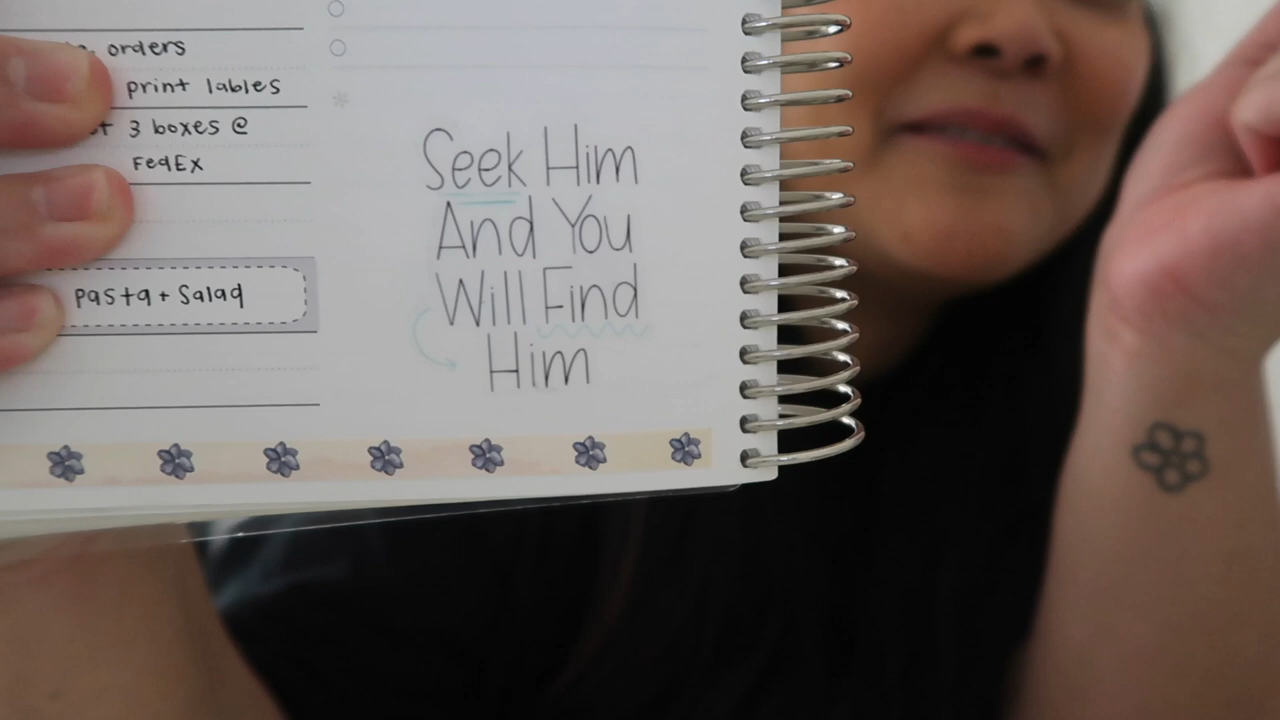 orders
print lables
3 boxes @
FedEx
Pasta + Salad
Seek Him
And You
Will Find
Him